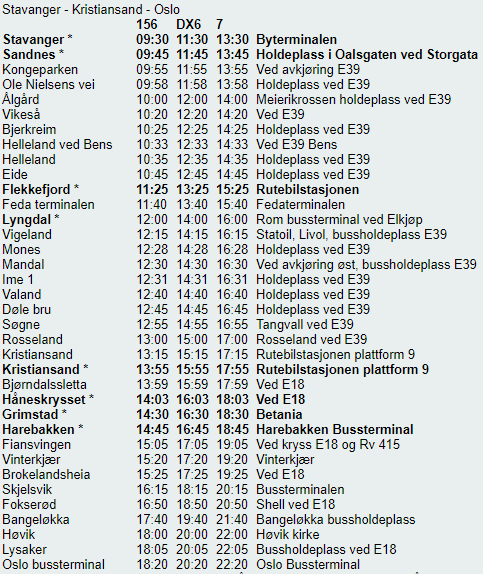 Stavanger - Kristiansand - Oslo
156 DX6 7
Stavanger * 09:30 11:30 13:30 Byterminalen
Sandnes * 09:45 11:45 13:45 Holdeplass i Oalsgaten ved Storgata
Kongeparken 09:55 11:55 13:55 Ved avkjøring E39
Ole Nielsens vei 09:58 11:58 13:58 Holdeplass ved E39
Ålgård 10:00 12:00 14:00 Meierikrossen holdeplass ved E39
Vikeså 10:20 12:20 14:20 Ved E39
Bjerkreim 10:25 12:25 14:25 Holdeplass ved E39
Helleland ved Bens 10:33 12:33 14:33 Ved E39 Bens
Helleland 10:35 12:35 14:35 Holdeplass ved E39
Eide 10:45 12:45 14:45 Holdeplass ved E39
Flekkefjord * 11:25 13:25 15:25 Rutebilstasjonen
Feda terminalen 11:40 13:40 15:40 Fedaterminalen
Lyngdal * 12:00 14:00 16:00 Rom bussterminal ved Elkjøp
Vigeland 12:15 14:15 16:15 Statoil, Livol, bussholdeplass E39
Mones 12:28 14:28 16:28 Holdeplass ved E39
Mandal 12:30 14:30 16:30 Ved avkjøring øst, bussholdeplass E39
Ime 1 12:31 14:31 16:31 Holdeplass ved E39
Valand 12:40 14:40 16:40 Holdeplass ved E39
Døle bru 12:45 14:45 16:45 Holdeplass ved E39
Søgne 12:55 14:55 16:55 Tangvall ved E39
Rosseland 13:00 15:00 17:00 Rosseland ved E39
Kristiansand 13:15 15:15 17:15 Rutebilstasjonen plattform 9
Kristiansand * 13:55 15:55 17:55 Rutebilstasjonen plattform 9
Bjørndalssletta 13:59 15:59 17:59 Ved E18
Håneskrysset * 14:03 16:03 18:03 Ved E18
Grimstad * 14:30 16:30 18:30 Betania
Harebakken * 14:45 16:45 18:45 Harebakken Bussterminal
Fiansvingen 15:05 17:05 19:05 Ved kryss E18 og Rv 415
Vinterkjær 15:20 17:20 19:20 Vinterkjær
Brokelandsheia 15:25 17:25 19:25 Ved E18
Skjelsvik 16:15 18:15 20:15 Bussterminalen
Fokserød 16:50 18:50 20:50 Shell ved E18
Bangeløkka 17:40 19:40 21:40 Bangeløkka bussholdeplass
Høvik 18:00 20:00 22:00 Høvik kirke
Lysaker 18:05 20:05 22:05 Bussholdeplass ved E18
Oslo bussterminal 18:20 20:20 22:20 Oslo Bussterminal